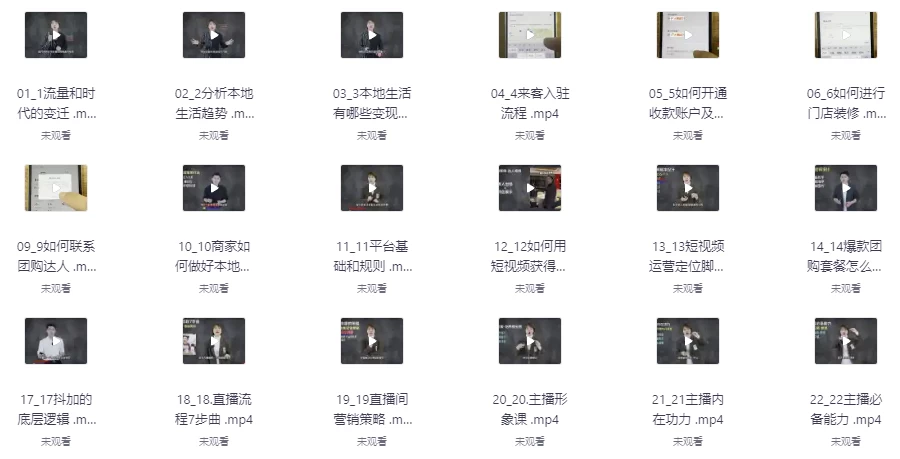 01_1流量和时
代的变迁 .m...
未观看
02_2分析本地
生活趋势 .m...
未观看
03_3本地生活
有哪些变现...
未观看
04_4来客入驻
流程 .mp4
未观看
05_5如何开通
收款账户及...
未观看
06_6如何进行
门店装修 .m...
未观看
09_9如何联系
团购达人 .m...
未观看
10_10商家如
何做好本地...
未观看
11_11平台基
础和规则 .m...
未观看
12_12如何用
短视频获得...
未观看
13_13短视频
运营定位脚...
未观看
14_14爆款团
购套餐怎么...
未观看
17_17抖加的
底层逻辑 .m...
未观看
18_18.直播流
程7步曲 .mp4
未观看
19_19直播间
营销策略 .m...
未观看
20_20.主播形
象课 .mp4
未观看
21_21主播内
在功力 .mp4
未观看
22_22主播必
备能力 .mp4
未观看